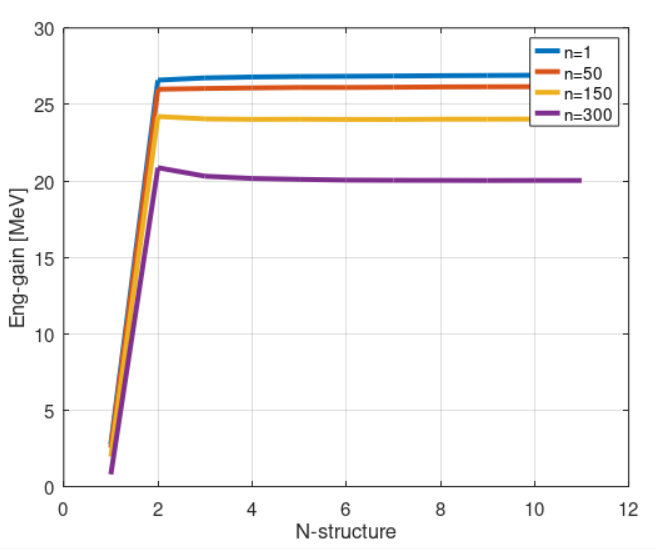 30
25
20
15
10
5
0
Eng-gain [MeV]
n=1
n=50
n=150
n=300
0 2 4 6 8 10 12
N-structure